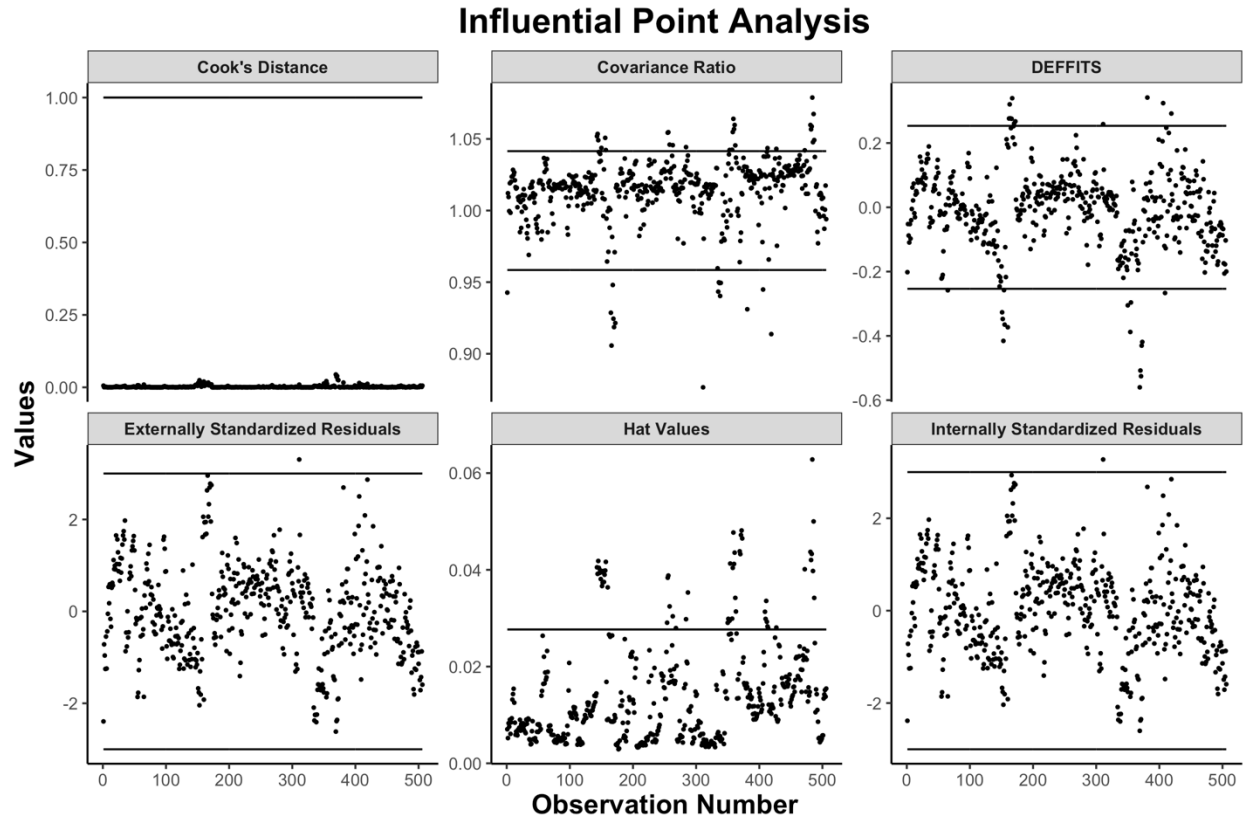 Influential Point Analysis
Cook's Distance
Covariance Ratio
DEFFITS
1.00
0.75
0.50
0.25
0.00
1.05
1.00
0.95
0.90
0.2
0.0
-0.2
-0.4
-0.6
Values
Externally Standardized Residuals
Hat Values
Internally Standardized Residuals
2
0
-2
0.06
0.04
0.02
0.00
2
0
-2
0 100 200 300 400 500
0 100 200 300 400 500
0 100 200 300 400 500
Observation Number